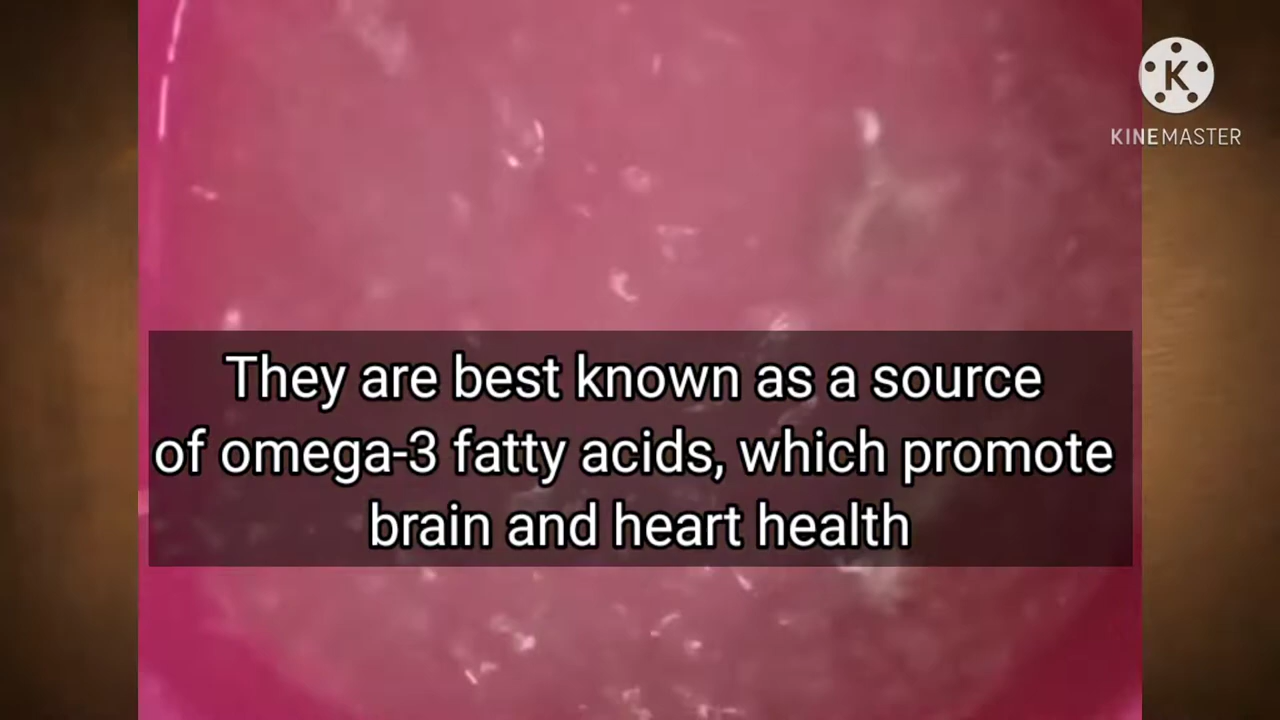 KINEMASTER
They are best known as a source
of omega-3 fatty acids, which promote
brain and heart health